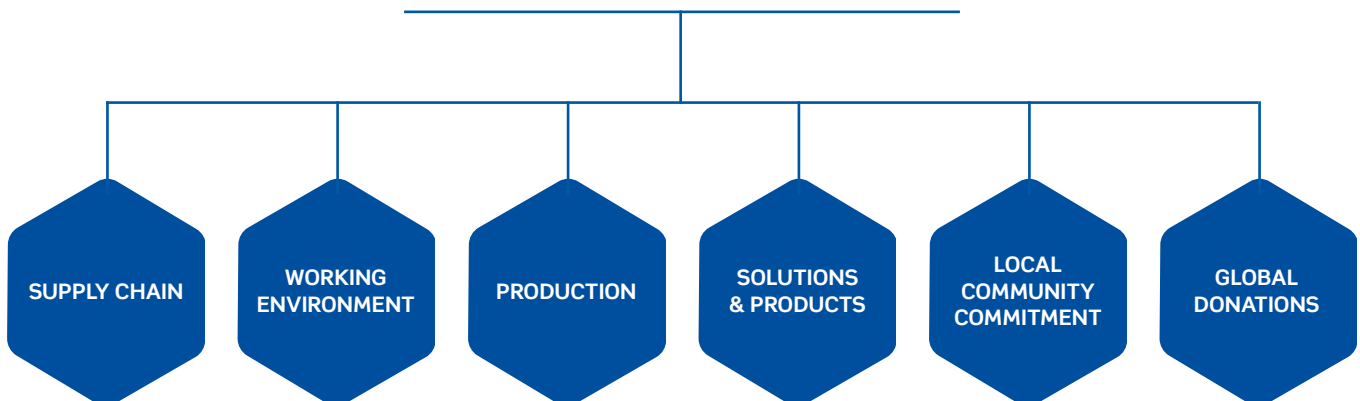 SUPPLY CHAIN
WORKING
ENVIRONMENT
PRODUCTION
SOLUTIONS
& PRODUCTS
LOCAL
COMMUNITY
COMMITMENT
GLOBAL
DONATIONS